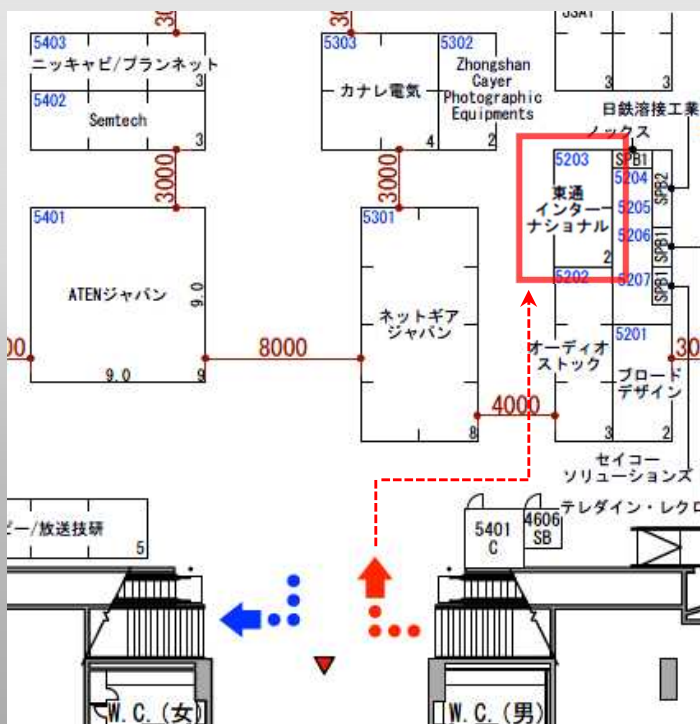 5403
ニッキャビ/プランネット
3
5402
Semtech
3
3000
5401
ATENジャパン
9.0
9.0
9
8000
5303
カナレ電気
4
5302
Zhongshan
Cayer
Photographic
Equipments
2
3000
5301
ネットギア
ジャパン
8
4000
3
3
日鉄溶接工業
ノックス
5203
東通
インター
ナショナル
2
SPB1
5204
SPB2
5205
5206
SPB1
5207
SPB1
5202
オーディオ
ストック
3
5201
ブロード
デザイン
2
セイコー
ソリューションズ
テレダイン・レクロ
ピー/放送技研
5
5401
C
4606
SB
W.C.(女)
W.C.(男)